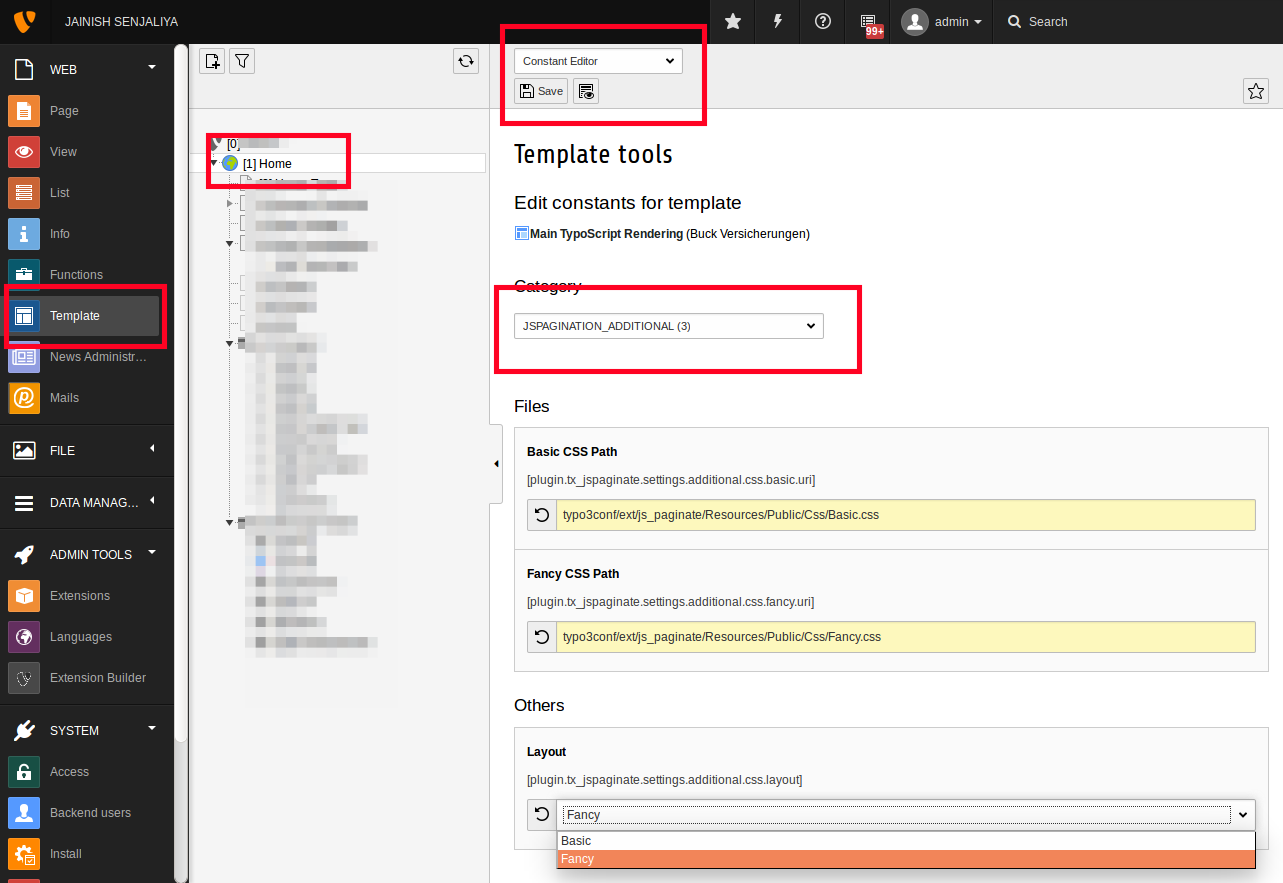 JAINISH SENJALIYA
99+
admin
Search
WEB
Page
View
List
Info
Functions
Template
News Administr...
Mails
FILE
DATA MANAG...
ADMIN TOOLS
Extensions
Languages
Extension Builder
SYSTEM
Access
Backend users
Install
[0]
[1] Home
Constant Editor
Save
Template tools
Edit constants for template
Main TypoScript Rendering (Buck Versicherungen)
Category
JSPAGINATION_ADDITIONAL (3)
Files
Basic CSS Path
[plugin.tx_jspaginate.settings.additional.css.basic.uri]
typo3conf/ext/js_paginate/Resources/Public/Css/Basic.css
Fancy CSS Path
[plugin.tx_jspaginate.settings.additional.css.fancy.uri]
typo3conf/ext/js_paginate/Resources/Public/Css/Fancy.css
Others
Layout
[plugin.tx_jspaginate.settings.additional.css.layout]
Fancy
Basic
Fancy